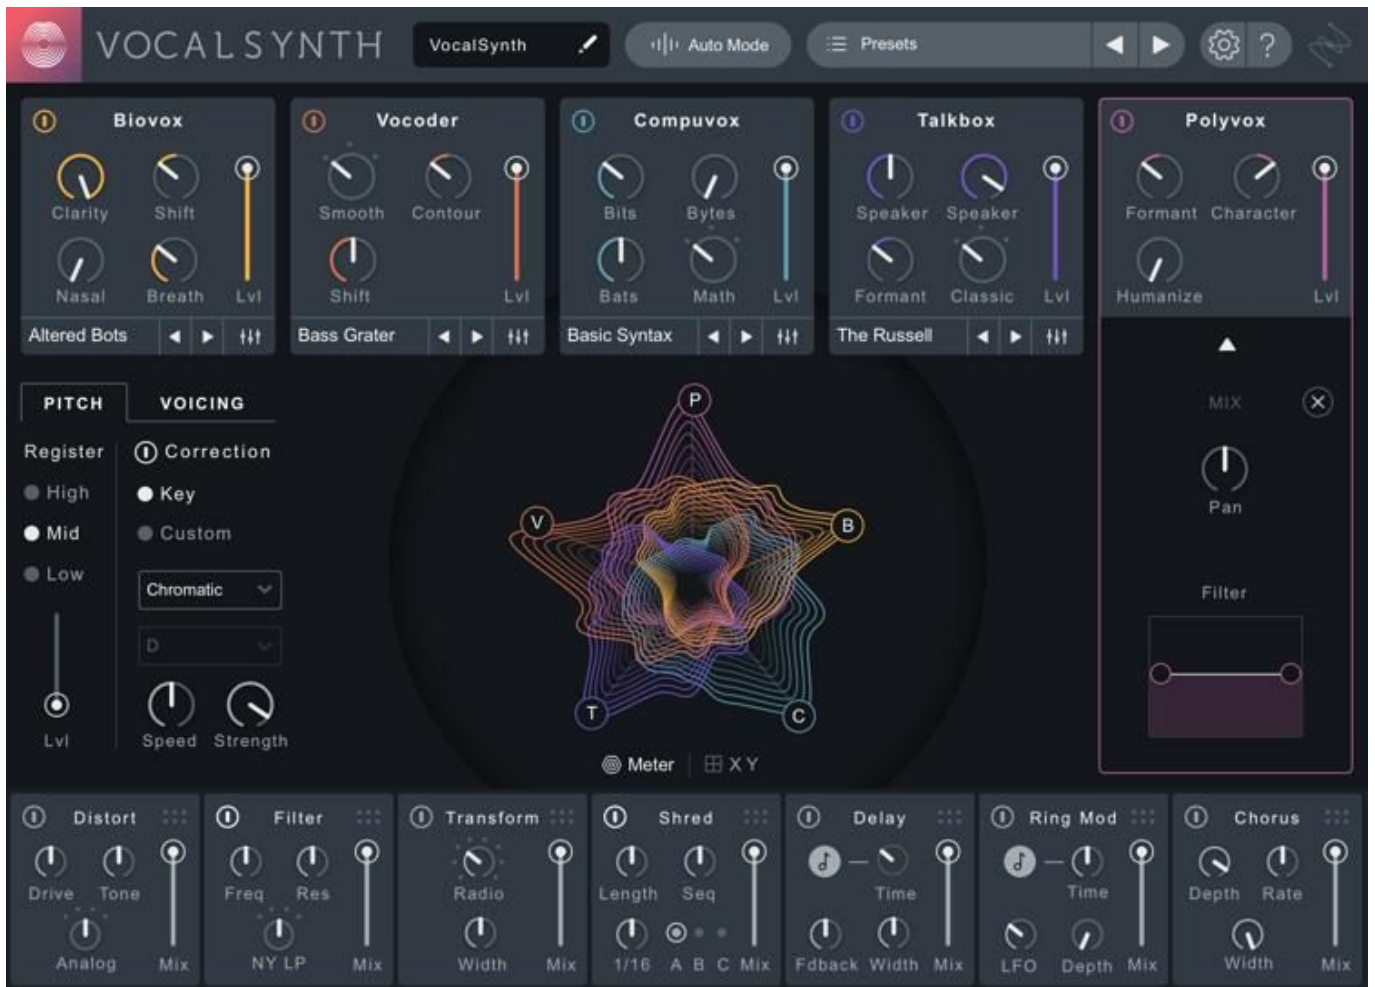 VOCALSYNTH
VocalSynth
Auto Mode
Presets
?
Biovox
Clarity Shift
Nasal Breath Lvl
Altered Bots
Vocoder
Smooth Contour
Shift Lvl
Bass Grater
Compuvox
Bits Bytes
Bats Math Lvl
Basic Syntax
Talkbox
Speaker Speaker
Formant Classic Lvl
The Russell
Polyvox
Formant Character
Humanize Lvl
MIX
Pan
Filter
PITCH VOICING
Register
High
Mid
Low
Lvl
Correction
Key
Custom
Chromatic
D
Speed Strength
P
V
B
T
C
Meter
X Y
Distort
Drive Tone
Analog Mix
Filter
Freq Res
NY LP Mix
Transform
Radio
Width Mix
Shred
Length Seq
1/16 A B C Mix
Delay
Time
Fdback Width Mix
Ring Mod
Time
LFO Depth Mix
Chorus
Depth Rate
Width Mix